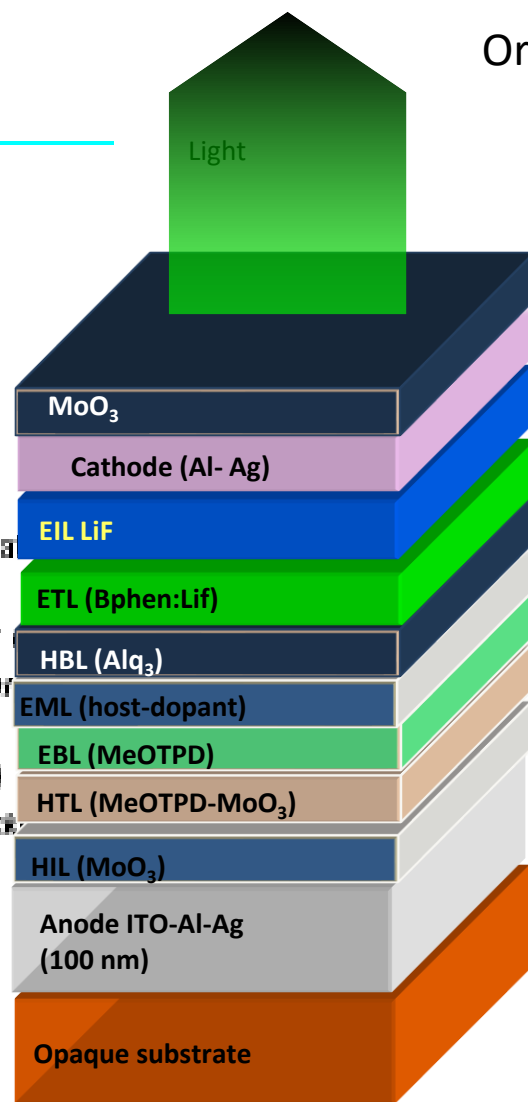 Or
Light
MoO₃
Cathode (Al- Ag)
EIL LiF
ETL (Bphen:Lif)
HBL (Alq₃)
EML (host-dopant)
EBL (MeOTPD)
HTL (MeOTPD-MoO₃)
HIL (MoO₃)
Anode ITO-Al-Ag
(100 nm)
Opaque substrate